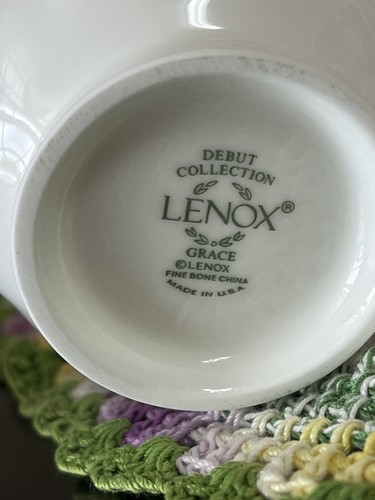 DEBUT
COLLECTION
LENOX®
GRACE
©LENOX
FINE BONE CHINA
MADE IN U.S.A.